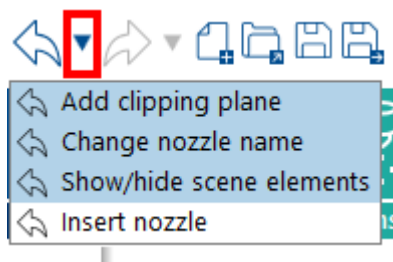 Add clipping plane
Change nozzle name
Show/hide scene elements
Insert nozzle